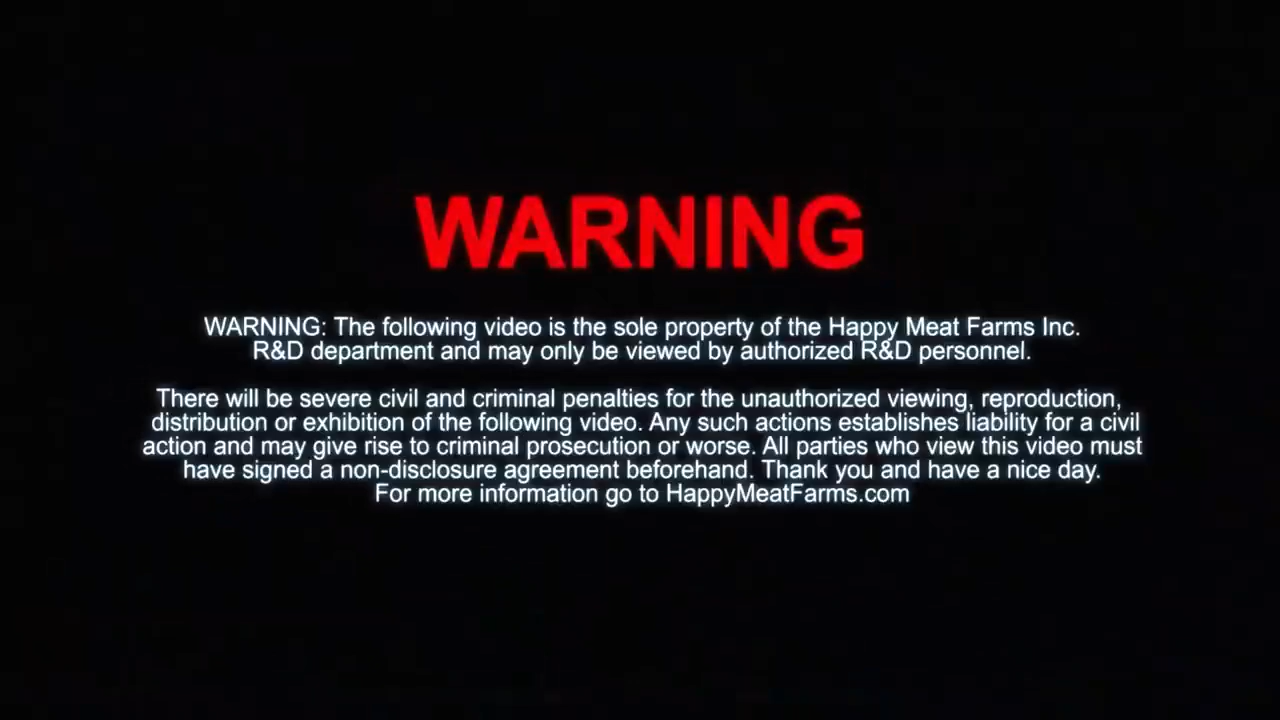 WARNING
WARNING: The following video is the sole property of the Happy Meat Farms Inc.
R&D department and may only be viewed by authorized R&D personnel.
There will be severe civil and criminal penalties for the unauthorized viewing, reproduction,
distribution or exhibition of the following video. Any such actions establishes liability for a civil
action and may give rise to criminal prosecution or worse. All parties who view this video must
have signed a non-disclosure agreement beforehand. Thank you and have a nice day.
For more information go to HappyMeatFarms.com